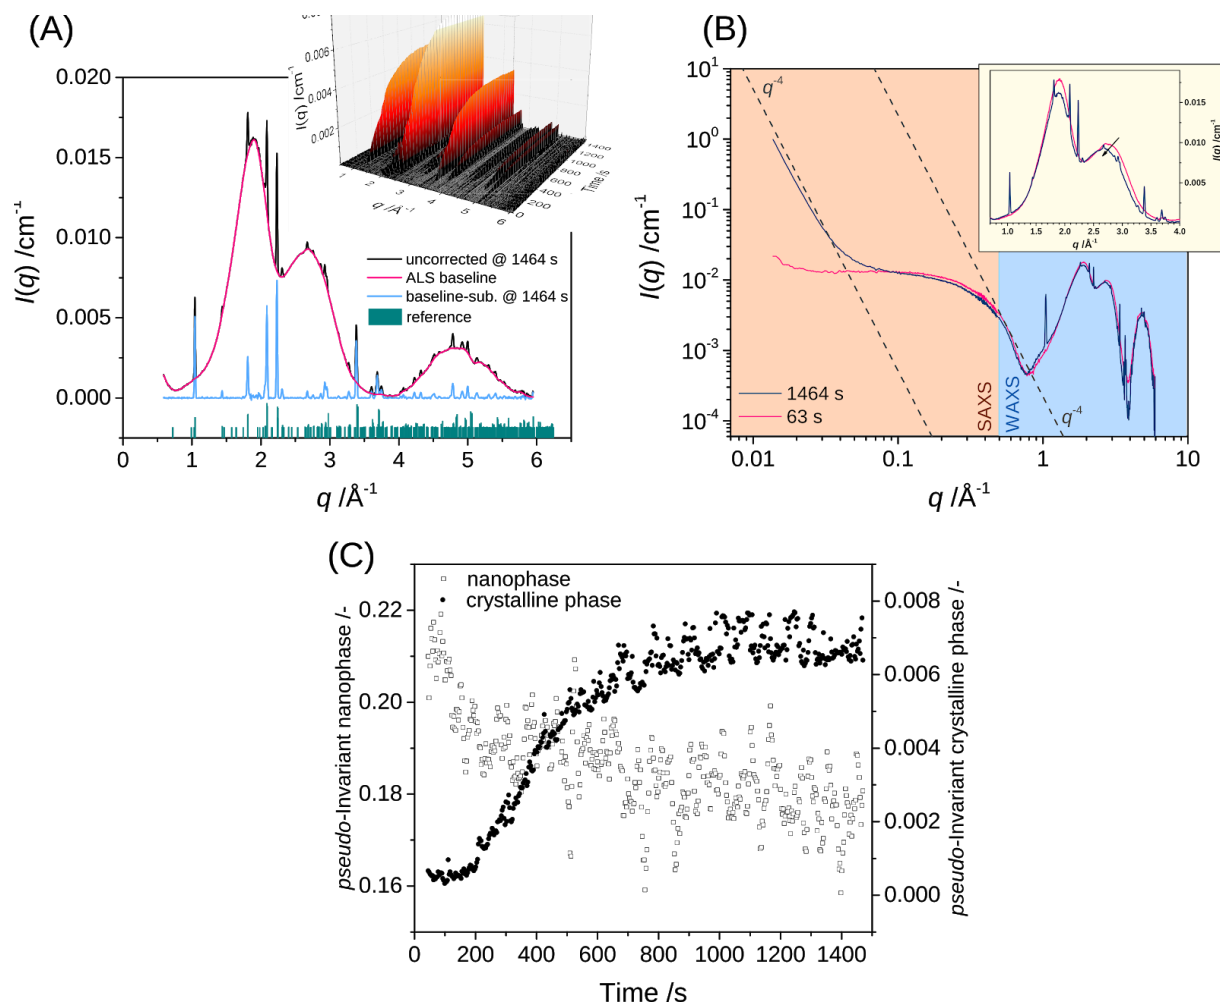 (A)
0.020
0.015
0.010
0.005
0.000
I(q) /cm⁻¹
0 1 2 3 4 5 6
q /Å⁻¹
uncorrected @ 1464 s
ALS baseline
baseline-sub. @ 1464 s
reference
0.006
0.004
0.002
I(q) /cm⁻¹
1 2 3 4 5 6
q /Å⁻¹
0
200
400
600
800
1000
1200
1400
Time /s
(B)
10¹
10⁰
10⁻¹
10⁻²
10⁻³
10⁻⁴
I(q) /cm⁻¹
0.01 0.1 1 10
q /Å⁻¹
q⁻⁴
q⁻⁴
1464 s
63 s
SAXS
WAXS
0.015
0.010
0.005
I(q) /cm⁻¹
1.0 1.5 2.0 2.5 3.0 3.5 4.0
q /Å⁻¹
(C)
nanophase
crystalline phase
0.22
0.20
0.18
0.16
pseudo-Invariant nanophase /-
0.008
0.006
0.004
0.002
0.000
pseudo-Invariant crystalline phase /-
0 200 400 600 800 1000 1200 1400
Time /s